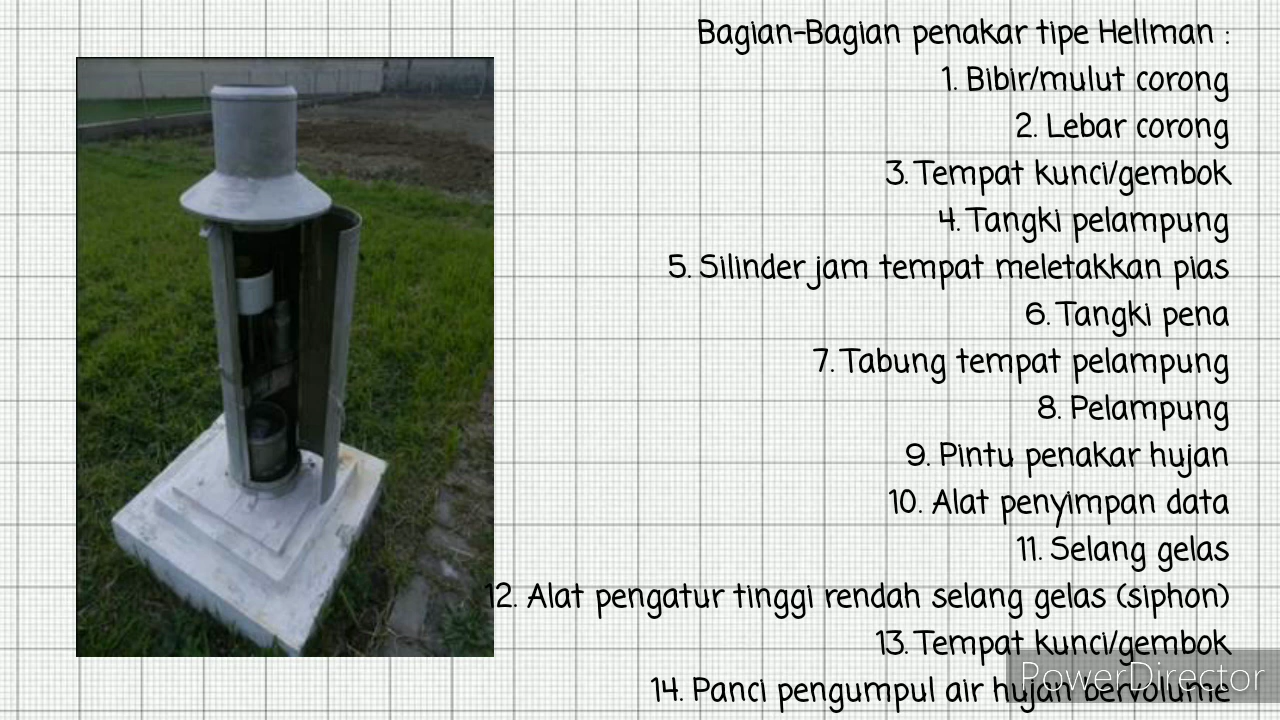 Bagian-Bagian penakar tipe Hellman :
1. Bibir/mulut corong
2. Lebar corong
3. Tempat kunci/gembok
4. Tangki pelampung
5. Silinder jam tempat meletakkan pias
6. Tangki pena
7. Tabung tempat pelampung
8. Pelampung
9. Pintu penakar hujan
10. Alat penyimpan data
11. Selang gelas
12. Alat pengatur tinggi rendah selang gelas (siphon)
13. Tempat kunci/gembok
14. Panci pengumpul air hujan bervolume
PowerDirector